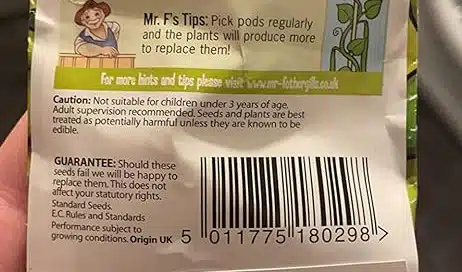 Mr. F's Tips: Pick pods regularly
and the plants will produce more
to replace them!
For more hints and tips please visit www.mr-fothergills.co.uk
Caution: Not suitable for children under 3 years of age.
Adult supervision recommended. Seeds and plants are best
treated as potentially harmful unless they are known to be
edible.
GUARANTEE: Should these
seeds fail we will be happy to
replace them. This does not
affect your statutory rights.
Standard Seeds.
E.C. Rules and Standards
Performance subject to
growing conditions. Origin UK
5 011775 180298 >